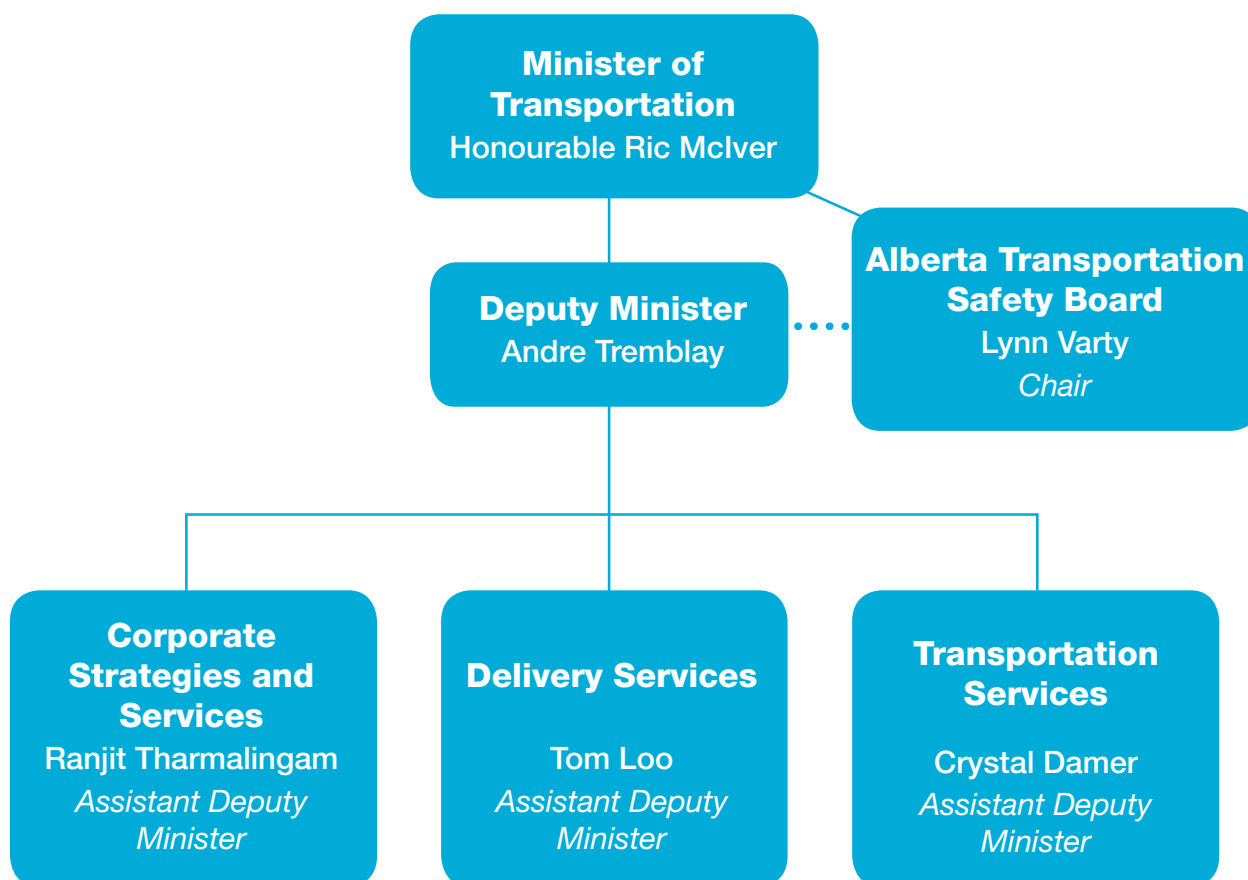 Minister of
Transportation
Honourable Ric McIver
Alberta Transportation
Safety Board
Lynn Varty
Chair
Deputy Minister
Andre Tremblay
Corporate
Strategies and
Services
Ranjit Tharmalingam
Assistant Deputy
Minister
Delivery Services
Tom Loo
Assistant Deputy
Minister
Transportation
Services
Crystal Damer
Assistant Deputy
Minister